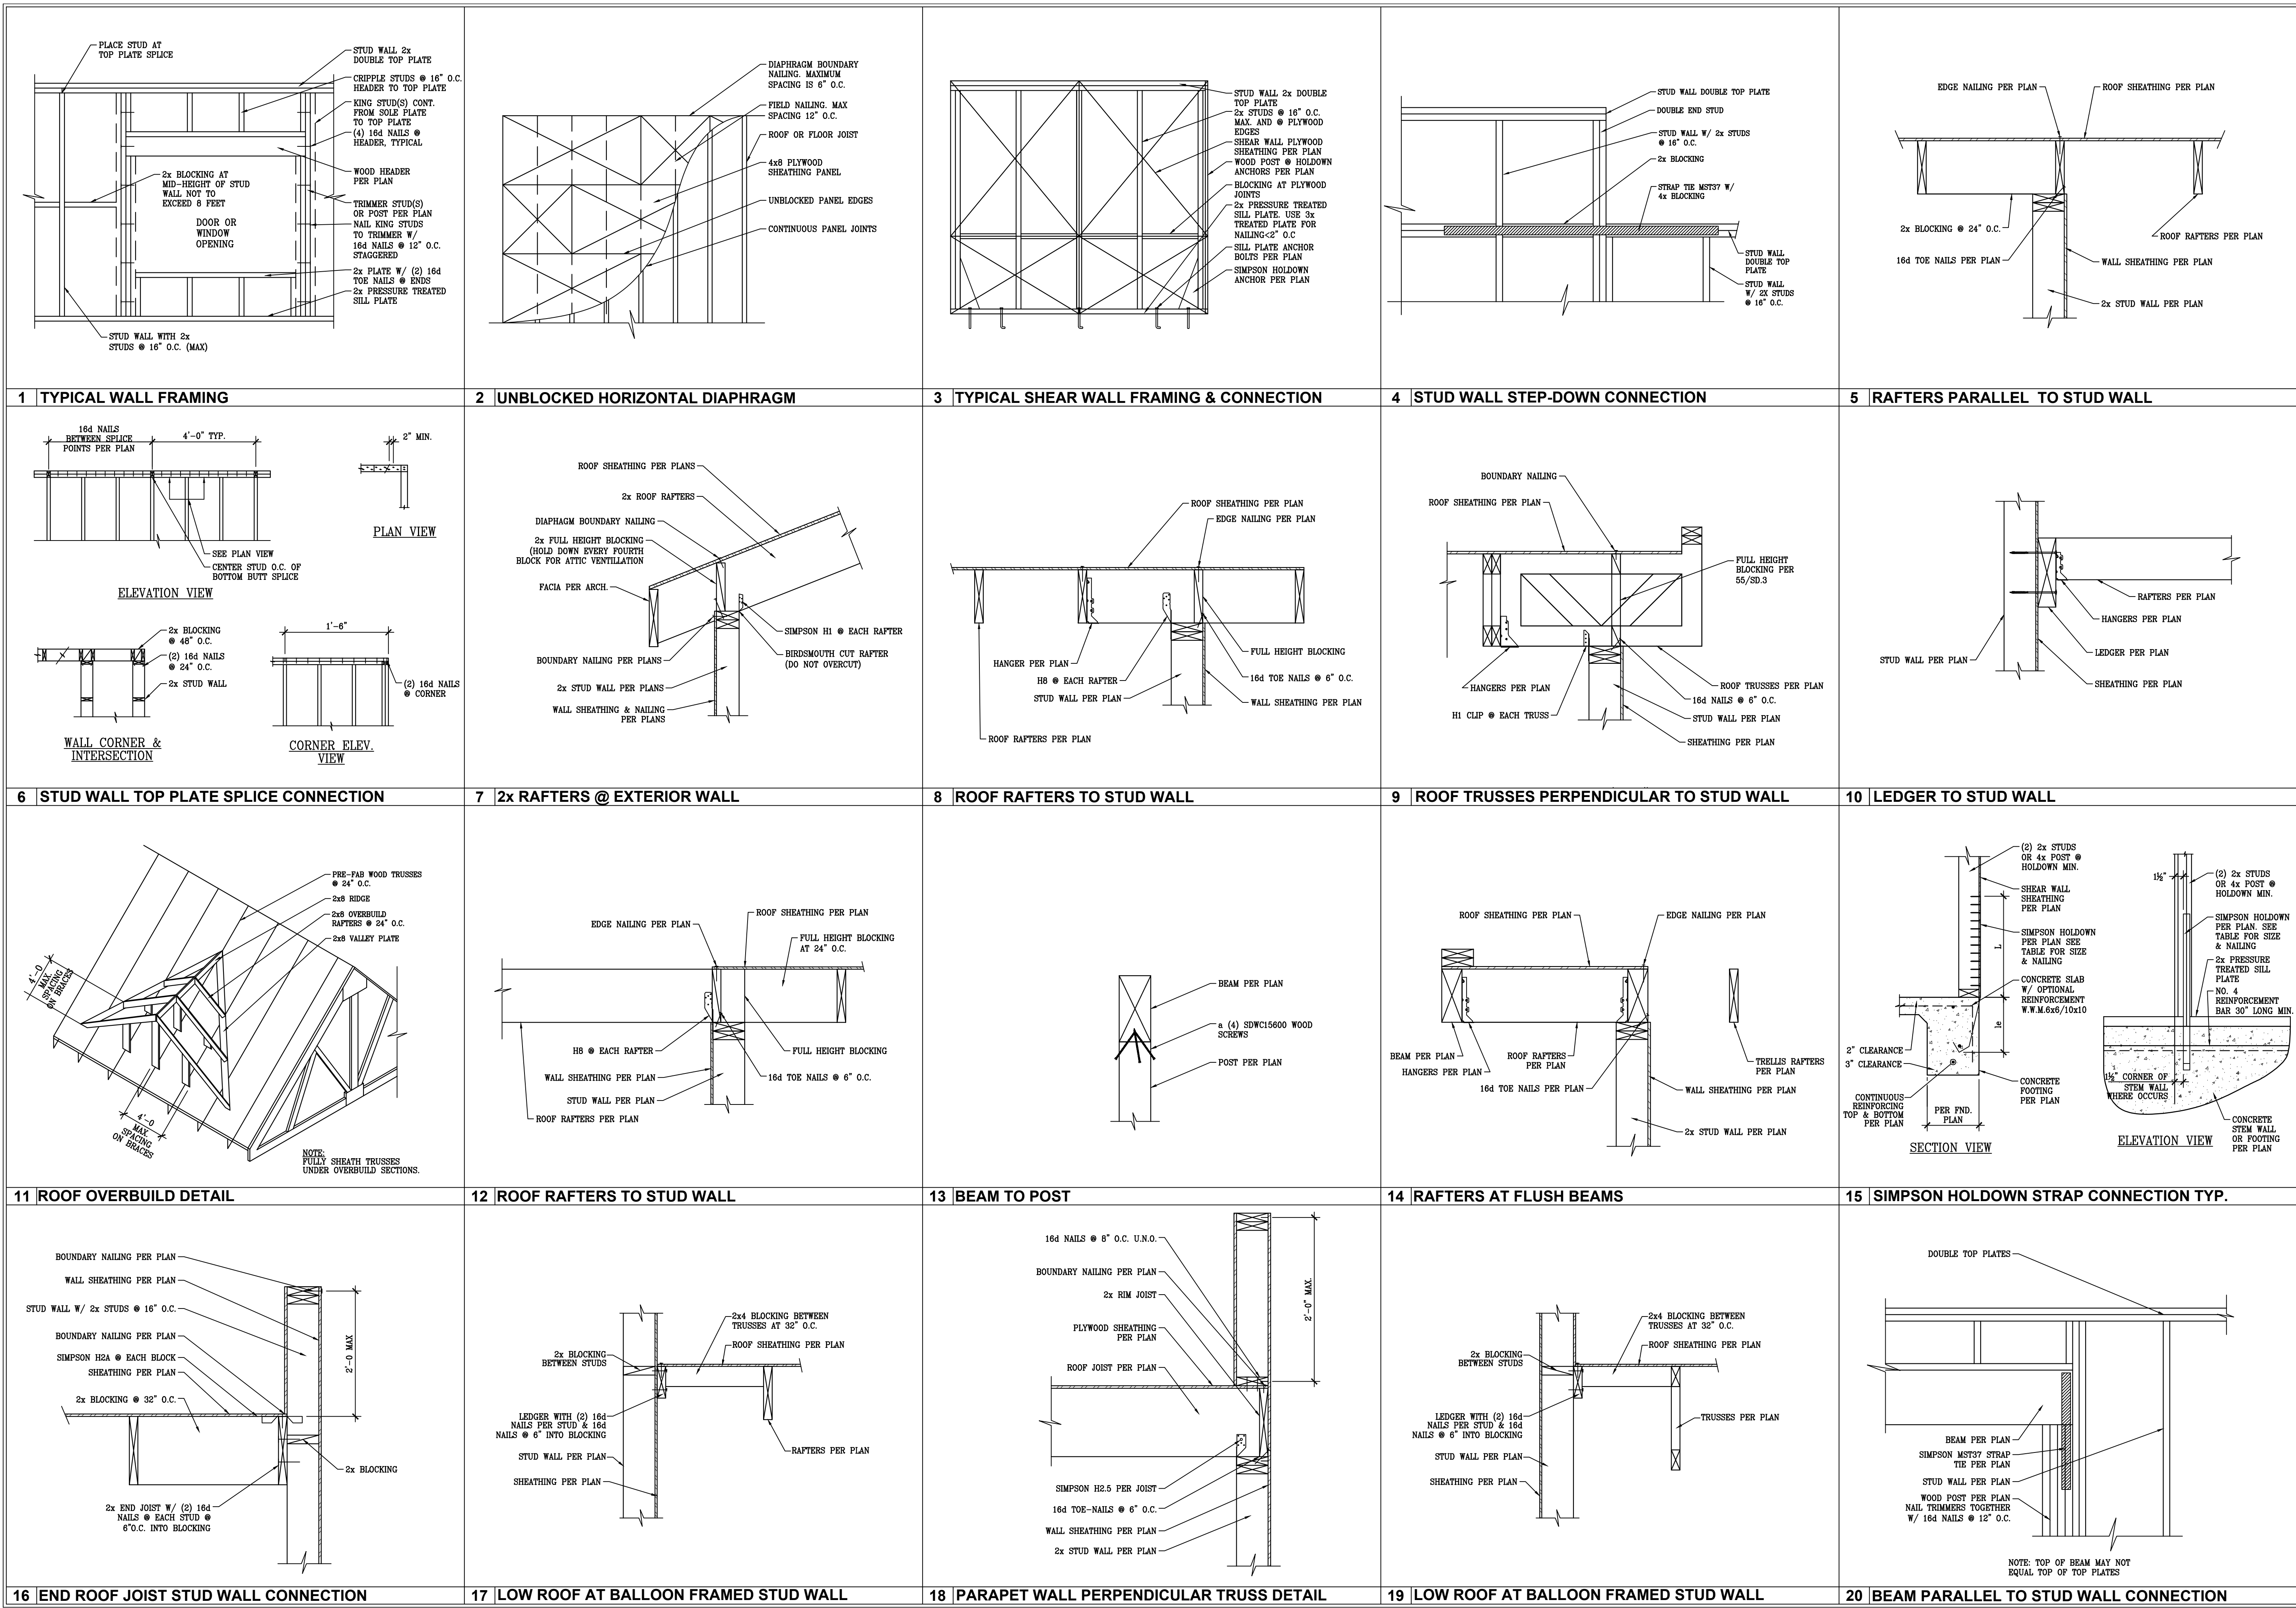 PLACE STUD AT
TOP PLATE SPLICE
STUD WALL 2x
DOUBLE TOP PLATE
CRIPPLE STUDS @ 16" O.C.
HEADER TO TOP PLATE
KING STUD(S) CONT.
FROM SOLE PLATE
TO TOP PLATE
(4) 16d NAILS @
HEADER, TYPICAL
WOOD HEADER
PER PLAN
2x BLOCKING AT
MID-HEIGHT OF STUD
WALL NOT TO
EXCEED 8 FEET
DOOR OR
WINDOW
OPENING
TRIMMER STUD(S)
OR POST PER PLAN
NAIL KING STUDS
TO TRIMMER W/
16d NAILS @ 12" O.C.
STAGGERED
2x PLATE W/ (2) 16d
TOE NAILS @ ENDS
2x PRESSURE TREATED
SILL PLATE
STUD WALL WITH 2x
STUDS @ 16" O.C. (MAX)
1 TYPICAL WALL FRAMING
DIAPHRAGM BOUNDARY
NAILING. MAXIMUM
SPACING IS 6" O.C.
FIELD NAILING. MAX
SPACING 12" O.C.
ROOF OR FLOOR JOIST
4x8 PLYWOOD
SHEATHING PANEL
UNBLOCKED PANEL EDGES
CONTINUOUS PANEL JOINTS
2 UNBLOCKED HORIZONTAL DIAPHRAGM
STUD WALL 2x DOUBLE
TOP PLATE
2x STUDS @ 16" O.C.
MAX. AND @ PLYWOOD
EDGES
SHEAR WALL PLYWOOD
SHEATHING PER PLAN
WOOD POST @ HOLDOWN
ANCHORS PER PLAN
BLOCKING AT PLYWOOD
JOINTS
2x PRESSURE TREATED
SILL PLATE. USE 3x
TREATED PLATE FOR
NAILING<2" O.C
SILL PLATE ANCHOR
BOLTS PER PLAN
SIMPSON HOLDOWN
ANCHOR PER PLAN
3 TYPICAL SHEAR WALL FRAMING & CONNECTION
STUD WALL DOUBLE TOP PLATE
DOUBLE END STUD
STUD WALL W/ 2x STUDS
@ 16" O.C.
2x BLOCKING
STRAP TIE MST37 W/
4x BLOCKING
STUD WALL
DOUBLE TOP
PLATE
STUD WALL
W/ 2X STUDS
@ 16" O.C.
4 STUD WALL STEP-DOWN CONNECTION
EDGE NAILING PER PLAN
ROOF SHEATHING PER PLAN
2x BLOCKING @ 24" O.C.
ROOF RAFTERS PER PLAN
16d TOE NAILS PER PLAN
WALL SHEATHING PER PLAN
2x STUD WALL PER PLAN
5 RAFTERS PARALLEL TO STUD WALL
16d NAILS
BETWEEN SPLICE
POINTS PER PLAN
4'-0" TYP.
2" MIN.
PLAN VIEW
SEE PLAN VIEW
CENTER STUD O.C. OF
BOTTOM BUTT SPLICE
ELEVATION VIEW
2x BLOCKING
@ 48" O.C.
(2) 16d NAILS
@ 24" O.C.
2x STUD WALL
WALL CORNER &
INTERSECTION
1'-6"
(2) 16d NAILS
@ CORNER
CORNER ELEV.
VIEW
6 STUD WALL TOP PLATE SPLICE CONNECTION
ROOF SHEATHING PER PLANS
2x ROOF RAFTERS
DIAPHAGM BOUNDARY NAILING
2x FULL HEIGHT BLOCKING
(HOLD DOWN EVERY FOURTH
BLOCK FOR ATTIC VENTILATION
FACIA PER ARCH.
SIMPSON H1 @ EACH RAFTER
BIRDSMOUTH CUT RAFTER
(DO NOT OVERCUT)
BOUNDARY NAILING PER PLANS
2x STUD WALL PER PLANS
WALL SHEATHING & NAILING
PER PLANS
7 2x RAFTERS @ EXTERIOR WALL
ROOF SHEATHING PER PLAN
EDGE NAILING PER PLAN
FULL HEIGHT BLOCKING
HANGER PER PLAN
H8 @ EACH RAFTER
16d TOE NAILS @ 6" O.C.
STUD WALL PER PLAN
WALL SHEATHING PER PLAN
ROOF RAFTERS PER PLAN
8 ROOF RAFTERS TO STUD WALL
BOUNDARY NAILING
ROOF SHEATHING PER PLAN
FULL HEIGHT
BLOCKING PER
55/SD.3
HANGERS PER PLAN
ROOF TRUSSES PER PLAN
16d NAILS @ 6" O.C.
H1 CLIP @ EACH TRUSS
STUD WALL PER PLAN
SHEATHING PER PLAN
9 ROOF TRUSSES PERPENDICULAR TO STUD WALL
RAFTERS PER PLAN
HANGERS PER PLAN
LEDGER PER PLAN
STUD WALL PER PLAN
SHEATHING PER PLAN
10 LEDGER TO STUD WALL
PRE-FAB WOOD TRUSSES
@ 24" O.C.
2x8 RIDGE
2x8 OVERBUILD
RAFTERS @ 24" O.C.
2x8 VALLEY PLATE
4'-0
MAX.
SPACING
ON BRACES
4'-0
MAX.
SPACING
ON BRACES
NOTE:
FULLY SHEATH TRUSSES
UNDER OVERBUILD SECTIONS.
11 ROOF OVERBUILD DETAIL
ROOF SHEATHING PER PLAN
EDGE NAILING PER PLAN
FULL HEIGHT BLOCKING
AT 24" O.C.
H8 @ EACH RAFTER
FULL HEIGHT BLOCKING
WALL SHEATHING PER PLAN
16d TOE NAILS @ 6" O.C.
STUD WALL PER PLAN
ROOF RAFTERS PER PLAN
12 ROOF RAFTERS TO STUD WALL
BEAM PER PLAN
a (4) SDWC15600 WOOD
SCREWS
POST PER PLAN
13 BEAM TO POST
ROOF SHEATHING PER PLAN
EDGE NAILING PER PLAN
BEAM PER PLAN
HANGERS PER PLAN
ROOF RAFTERS
PER PLAN
16d TOE NAILS PER PLAN
TRELLIS RAFTERS
PER PLAN
WALL SHEATHING PER PLAN
2x STUD WALL PER PLAN
14 RAFTERS AT FLUSH BEAMS
(2) 2x STUDS
OR 4x POST @
HOLDOWN MIN.
SHEAR WALL
SHEATHING
PER PLAN
L
SIMPSON HOLDOWN
PER PLAN SEE
TABLE FOR SIZE
& NAILING
CONCRETE SLAB
W/ OPTIONAL
REINFORCEMENT
W.W.M.6x6/10x10
le
2" CLEARANCE
3" CLEARANCE
CONCRETE
FOOTING
PER PLAN
CONTINUOUS
REINFORCING
TOP & BOTTOM
PER PLAN
PER FND.
PLAN
SECTION VIEW
1½"
(2) 2x STUDS
OR 4x POST @
HOLDOWN MIN.
SIMPSON HOLDOWN
PER PLAN. SEE
TABLE FOR SIZE
& NAILING
2x PRESSURE
TREATED SILL
PLATE
NO. 4
REINFORCEMENT
BAR 30" LONG MIN.
1½" CORNER OF
STEM WALL
WHERE OCCURS
CONCRETE
STEM WALL
OR FOOTING
PER PLAN
ELEVATION VIEW
15 SIMPSON HOLDOWN STRAP CONNECTION TYP.
BOUNDARY NAILING PER PLAN
WALL SHEATHING PER PLAN
STUD WALL W/ 2x STUDS @ 16" O.C.
BOUNDARY NAILING PER PLAN
SIMPSON H2A @ EACH BLOCK
SHEATHING PER PLAN
2x BLOCKING @ 32" O.C.
2'-0 MAX
2x BLOCKING
2x END JOIST W/ (2) 16d
NAILS @ EACH STUD @
6"O.C. INTO BLOCKING
16 END ROOF JOIST STUD WALL CONNECTION
2x4 BLOCKING BETWEEN
TRUSSES AT 32" O.C.
ROOF SHEATHING PER PLAN
2x BLOCKING
BETWEEN STUDS
LEDGER WITH (2) 16d
NAILS PER STUD & 16d
NAILS @ 6" INTO BLOCKING
RAFTERS PER PLAN
STUD WALL PER PLAN
SHEATHING PER PLAN
17 LOW ROOF AT BALLOON FRAMED STUD WALL
16d NAILS @ 8" O.C. U.N.O.
BOUNDARY NAILING PER PLAN
2x RIM JOIST
PLYWOOD SHEATHING
PER PLAN
ROOF JOIST PER PLAN
2'-0" MAX.
SIMPSON H2.5 PER JOIST
16d TOE-NAILS @ 6" O.C.
WALL SHEATHING PER PLAN
2x STUD WALL PER PLAN
18 PARAPET WALL PERPENDICULAR TRUSS DETAIL
2x4 BLOCKING BETWEEN
TRUSSES AT 32" O.C.
ROOF SHEATHING PER PLAN
2x BLOCKING
BETWEEN STUDS
LEDGER WITH (2) 16d
NAILS PER STUD & 16d
NAILS @ 6" INTO BLOCKING
TRUSSES PER PLAN
STUD WALL PER PLAN
SHEATHING PER PLAN
19 LOW ROOF AT BALLOON FRAMED STUD WALL
DOUBLE TOP PLATES
BEAM PER PLAN
SIMPSON MST37 STRAP
TIE PER PLAN
STUD WALL PER PLAN
WOOD POST PER PLAN
NAIL TRIMMERS TOGETHER
W/ 16d NAILS @ 12" O.C.
NOTE: TOP OF BEAM MAY NOT
EQUAL TOP OF TOP PLATES
20 BEAM PARALLEL TO STUD WALL CONNECTION